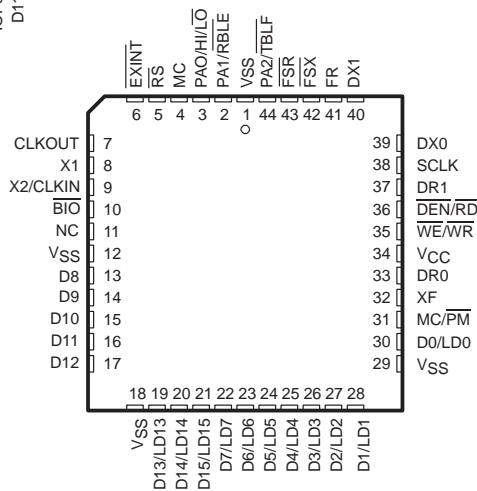 D1
EXINT
RS
MC
PAO/HI/LO
PA1/RBLE
VSS
PA2/TBLF
FSR
FSX
FR
DX1
6 5 4 3 2 1 44 43 42 41 40
CLKOUT 7
X1 8
X2/CLKIN 9
BIO 10
NC 11
VSS 12
D8 13
D9 14
D10 15
D11 16
D12 17
39 DX0
38 SCLK
37 DR1
36 DEN/RD
35 WE/WR
34 VCC
33 DR0
32 XF
31 MC/PM
30 D0/LD0
29 VSS
18 19 20 21 22 23 24 25 26 27 28
VSS
D13/LD13
D14/LD14
D15/LD15
D7/LD7
D6/LD6
D5/LD5
D4/LD4
D3/LD3
D2/LD2
D1/LD1